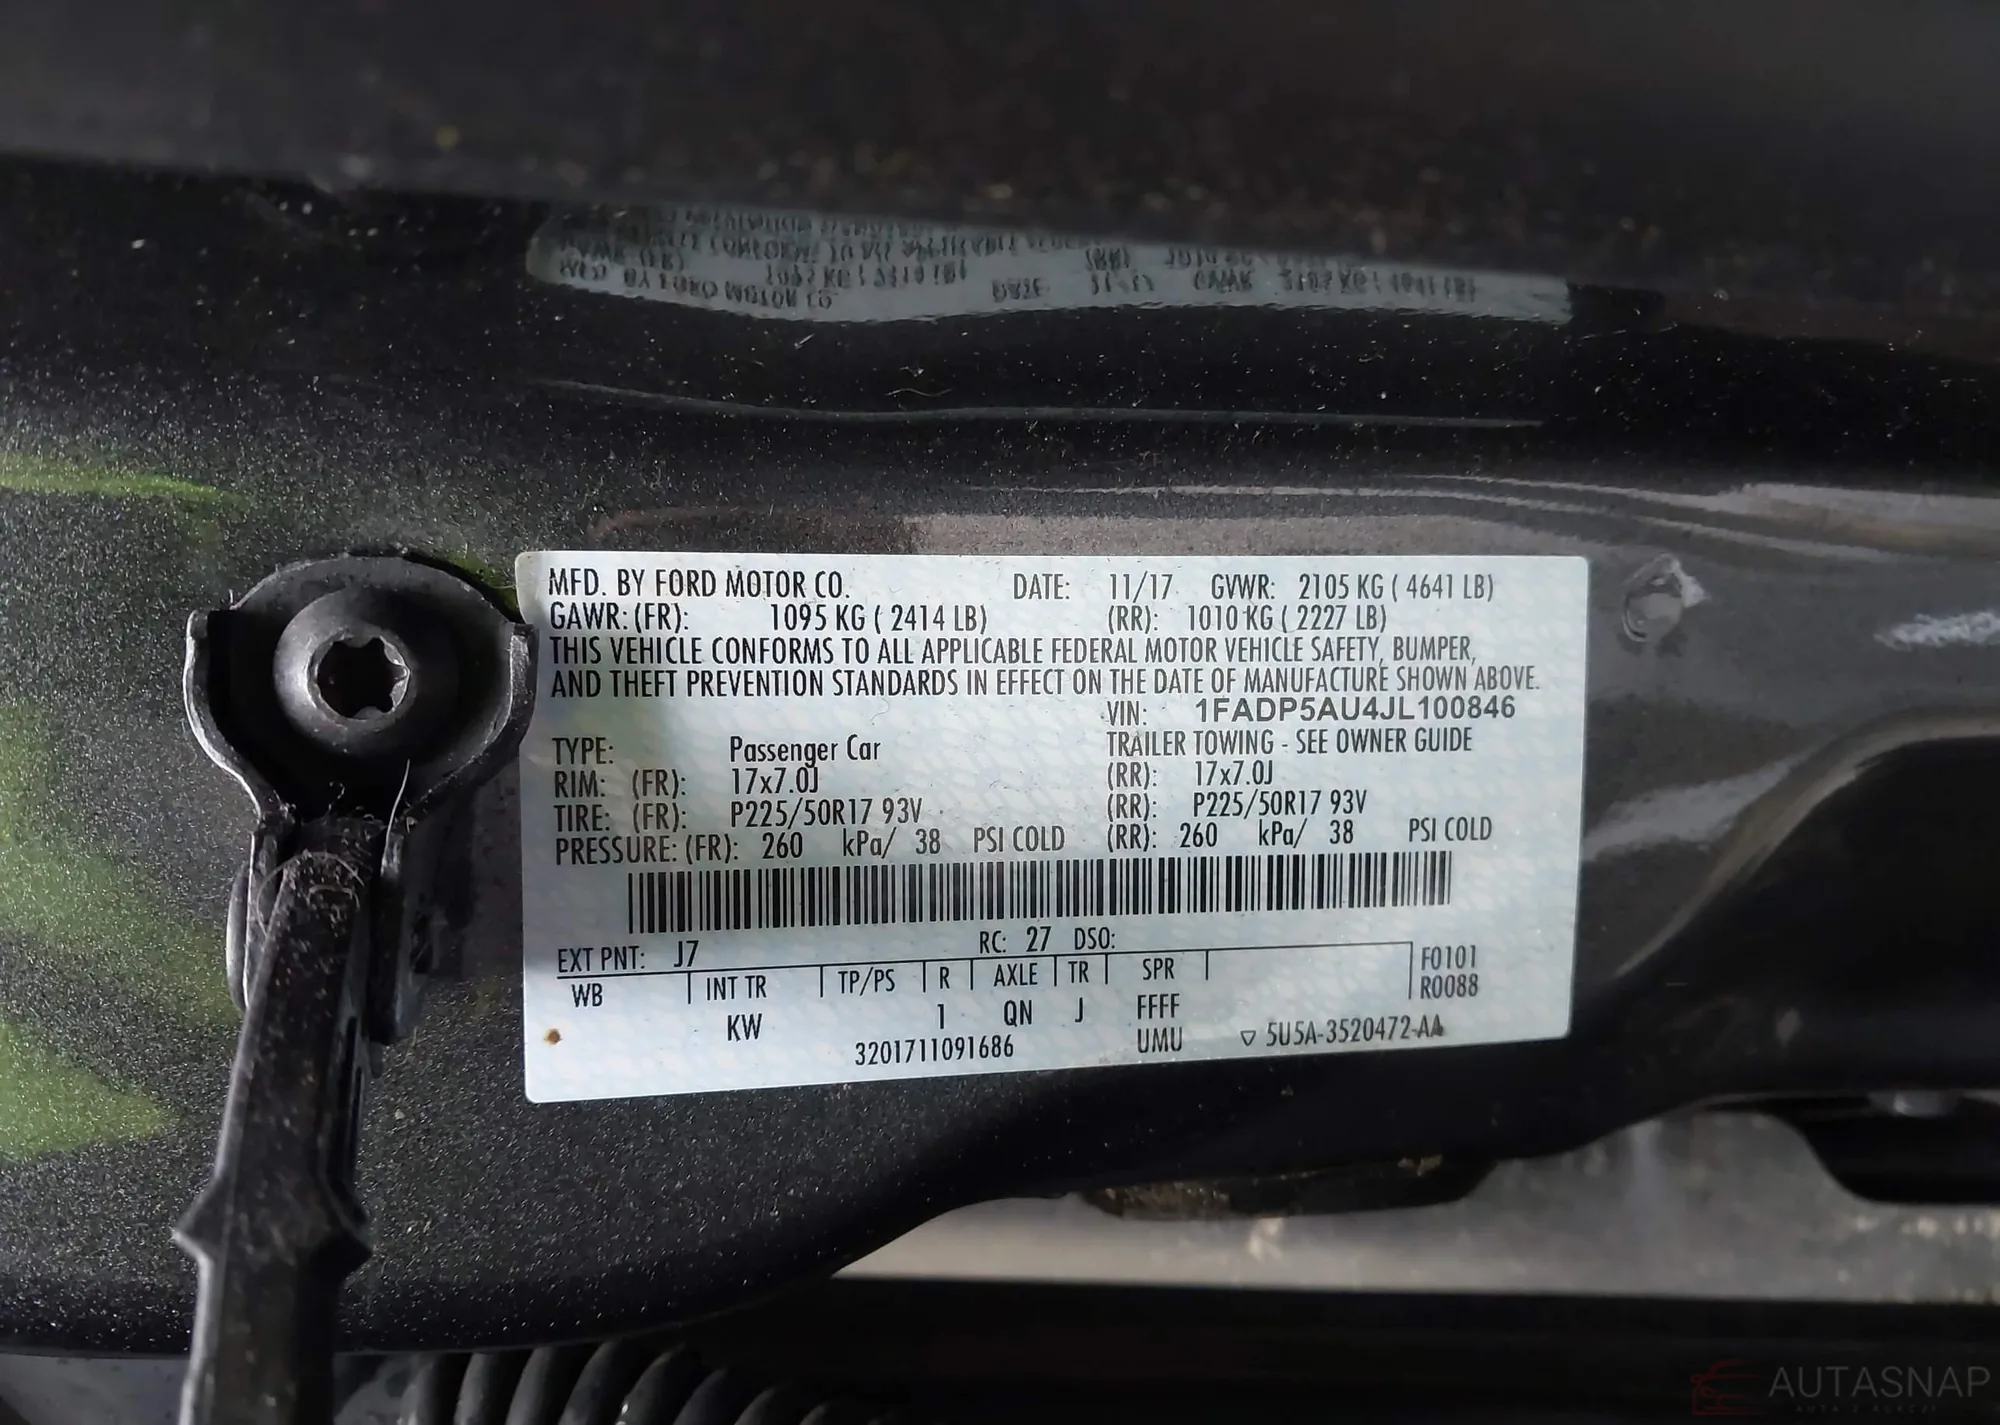 MFD. BY FORD MOTOR CO. DATE: 11/17 GVWR: 2105 KG ( 4641 LB)
GAWR: (FR): 1095 KG ( 2414 LB) (RR): 1010 KG ( 2227 LB)
THIS VEHICLE CONFORMS TO ALL APPLICABLE FEDERAL MOTOR VEHICLE SAFETY, BUMPER,
AND THEFT PREVENTION STANDARDS IN EFFECT ON THE DATE OF MANUFACTURE SHOWN ABOVE.
VIN: 1FADP5AU4JL100846
TYPE: Passenger Car TRAILER TOWING - SEE OWNER GUIDE
RIM: (FR): 17x7.0J (RR): 17x7.0J
TIRE: (FR): P225/50R17 93V (RR): P225/50R17 93V
PRESSURE: (FR): 260 kPa/ 38 PSI COLD (RR): 260 kPa/ 38 PSI COLD
EXT PNT: J7 RC: 27 DSO:
WB INT TR TP/PS R AXLE TR SPR F0101
R0088
KW 1 QN J FFFF
3201711091686 UMU ▽ 5U5A-3520472-AA
AUTASNAP